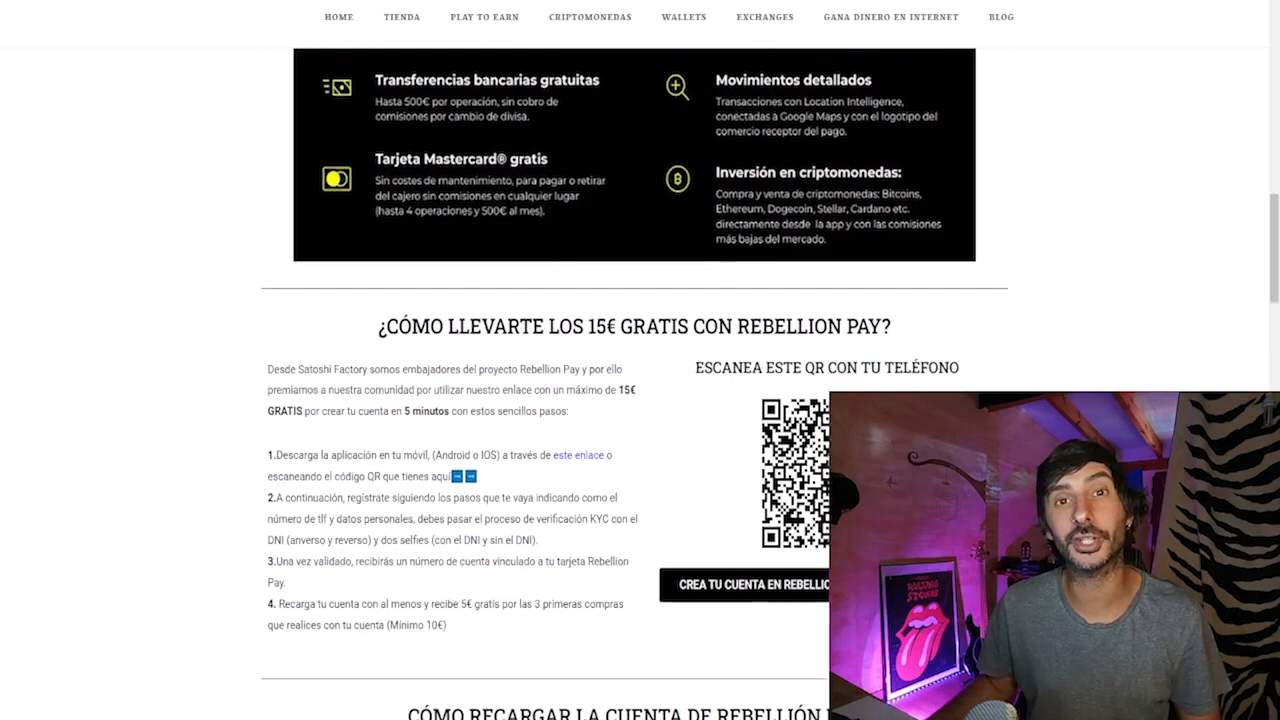 HOME TIENDA PLAY TO EARN CRIPTOMONEDAS WALLETS EXCHANGES GANA DINERO EN INTERNET BLOG
Transferencias bancarias gratuitas
Hasta 500€ por operación, sin cobro de
comisiones por cambio de divisa.
Tarjeta Mastercard® gratis
Sin costes de mantenimiento, para pagar o retirar
del cajero sin comisiones en cualquier lugar
(hasta 4 operaciones y 500€ al mes).
Movimientos detallados
Transacciones con Location Intelligence,
conectadas a Google Maps y con el logotipo del
comercio receptor del pago.
Inversión en criptomonedas:
Compra y venta de criptomonedas: Bitcoins,
Ethereum, Dogecoin, Stellar, Cardano etc.
directamente desde la app y con las comisiones
más bajas del mercado.
¿CÓMO LLEVARTE LOS 15€ GRATIS CON REBELLION PAY?
Desde Satoshi Factory somos embajadores del proyecto Rebellion Pay y por ello
premiamos a nuestra comunidad por utilizar nuestro enlace con un máximo de 15€
GRATIS por crear tu cuenta en 5 minutos con estos sencillos pasos:
1.Descarga la aplicación en tu móvil, (Android o IOS) a través de este enlace o
escaneando el código QR que tienes aquí
2.A continuación, regístrate siguiendo los pasos que te vaya indicando como el
número de tlf y datos personales, debes pasar el proceso de verificación KYC con el
DNI (anverso y reverso) y dos selfies (con el DNI y sin el DNI).
3.Una vez validado, recibirás un número de cuenta vinculado a tu tarjeta Rebellion
Pay.
4. Recarga tu cuenta con al menos y recibe 5€ gratis por las 3 primeras compras
que realices con tu cuenta (Mínimo 10€)
ESCANEA ESTE QR CON TU TELÉFONO
CREA TU CUENTA EN REBELLIO
ROLLING
STONES
CÓMO RECARGAR LA CUENTA DE REBELLIÓN